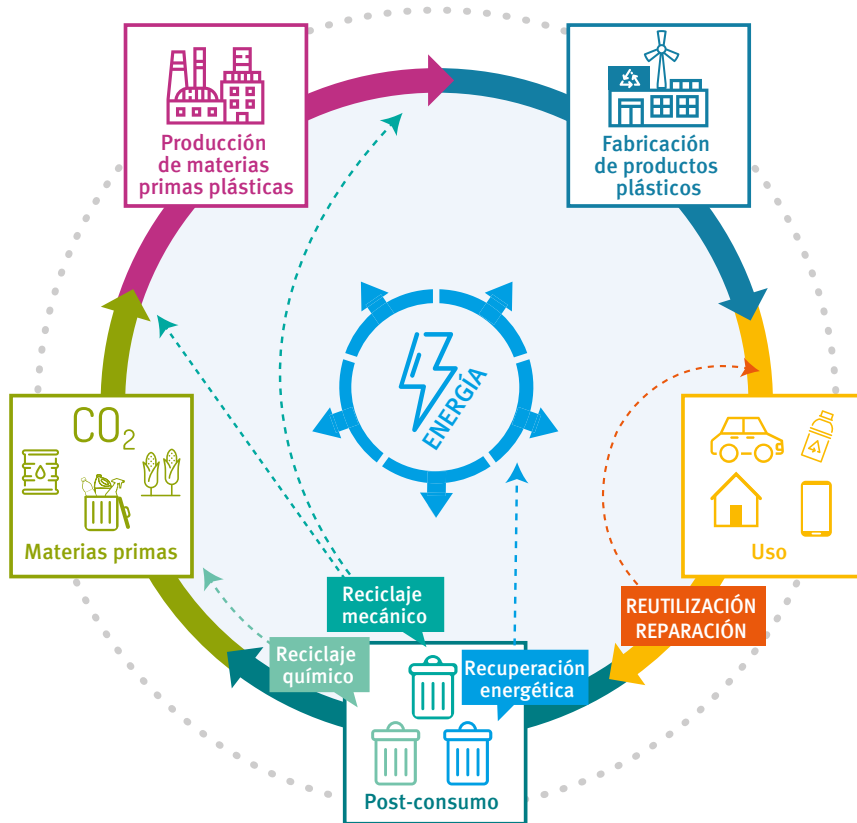 Producción
de materias
primas plásticas
Fabricación
de productos
plásticos
ENERGÍA
CO₂
Materias primas
Uso
REUTILIZACIÓN
REPARACIÓN
Reciclaje
mecánico
Reciclaje
químico
Recuperación
energética
Post-consumo